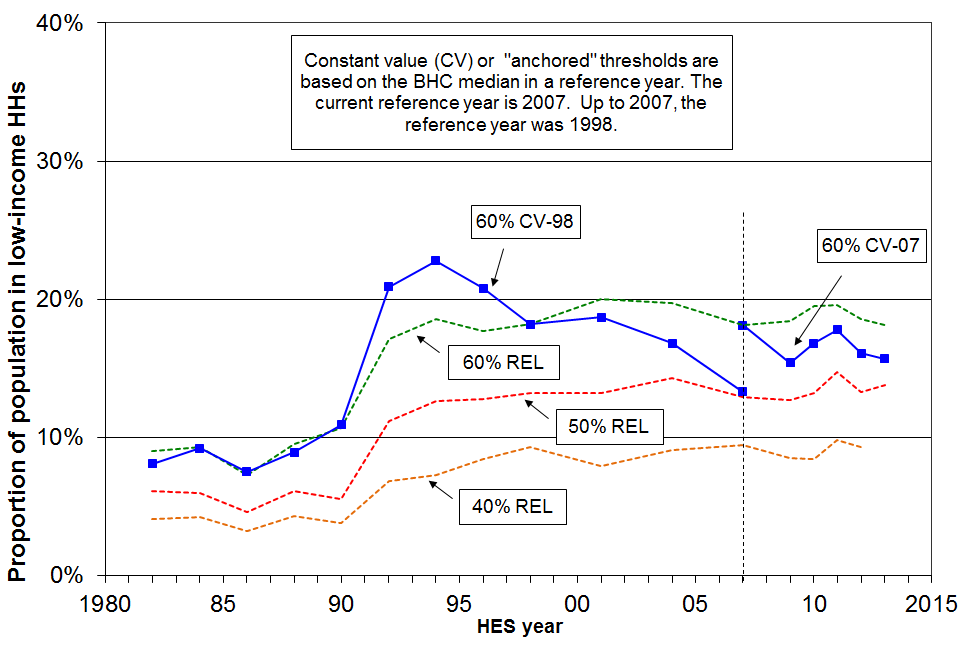 Proportion of population in low-income HHs
40%
30%
20%
10%
0%
Constant value (CV) or "anchored" thresholds are
based on the BHC median in a reference year. The
current reference year is 2007. Up to 2007, the
reference year was 1998.
60% CV-98
60% CV-07
60% REL
50% REL
40% REL
1980 85 90 95 00 05 10 2015
HES year